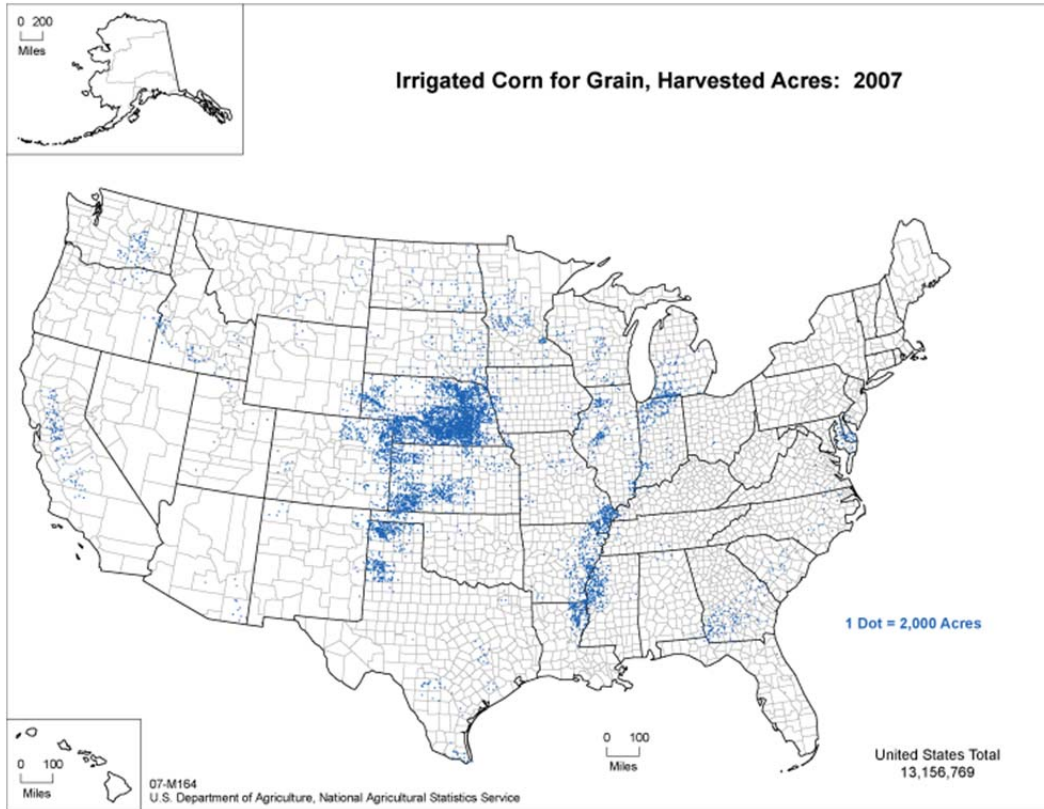 0 200
Miles
Irrigated Corn for Grain, Harvested Acres: 2007
1 Dot = 2,000 Acres
0 100
Miles
0 100
Miles
United States Total
13,156,769
07-M164
U.S. Department of Agriculture, National Agricultural Statistics Service